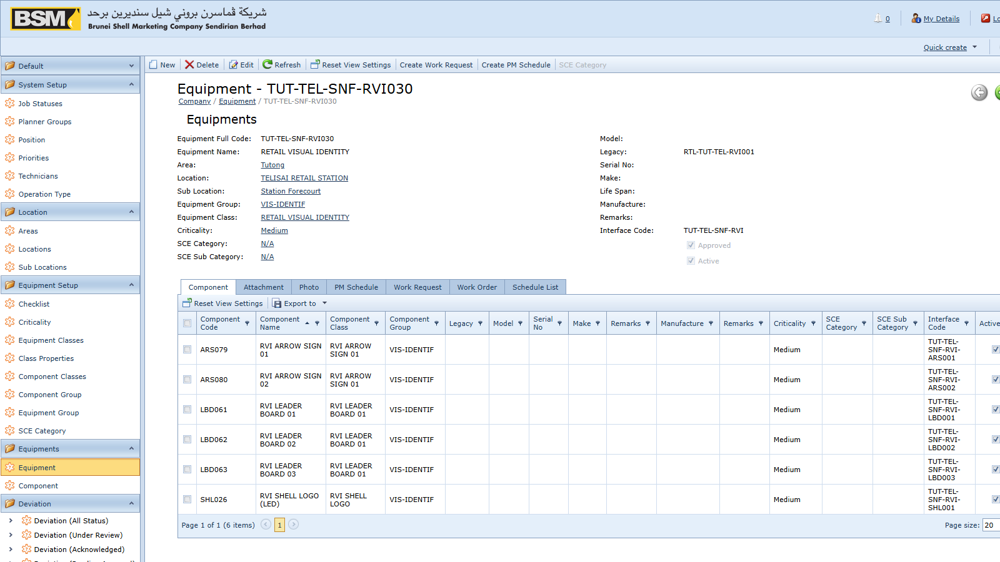 BSM
شريكة ڤماسرن بروني شيل سنديرين برحد
Brunei Shell Marketing Company Sendirian Berhad
0
My Details
Quick create
Default
System Setup
Job Statuses
Planner Groups
Position
Priorities
Technicians
Operation Type
Location
Areas
Locations
Sub Locations
Equipment Setup
Checklist
Criticality
Equipment Classes
Class Properties
Component Classes
Component Group
Equipment Group
SCE Category
Equipments
Equipment
Component
Deviation
Deviation (All Status)
Deviation (Under Review)
Deviation (Acknowledged)
New Delete Edit Refresh Reset View Settings Create Work Request Create PM Schedule SCE Category
Equipment - TUT-TEL-SNF-RVI030
Company / Equipment / TUT-TEL-SNF-RVI030
Equipments
Equipment Full Code: TUT-TEL-SNF-RVI030
Equipment Name: RETAIL VISUAL IDENTITY
Area: Tutong
Location: TELISAI RETAIL STATION
Sub Location: Station Forecourt
Equipment Group: VIS-IDENTIF
Equipment Class: RETAIL VISUAL IDENTITY
Criticality: Medium
SCE Category: N/A
SCE Sub Category: N/A
Model:
Legacy: RTL-TUT-TEL-RVI001
Serial No:
Make:
Life Span:
Manufacture:
Remarks:
Interface Code: TUT-TEL-SNF-RVI
Approved
Active
Component Attachment Photo PM Schedule Work Request Work Order Schedule List
Reset View Settings Export to
Component Code Component Name Component Class Component Group Legacy Model Serial No Make Remarks Manufacture Remarks Criticality SCE Category SCE Sub Category Interface Code Active
ARS079 RVI ARROW SIGN 01 RVI ARROW SIGN 01 VIS-IDENTIF Medium TUT-TEL-SNF-RVI-ARS001
ARS080 RVI ARROW SIGN 02 RVI ARROW SIGN 01 VIS-IDENTIF Medium TUT-TEL-SNF-RVI-ARS002
LBD061 RVI LEADER BOARD 01 RVI LEADER BOARD 01 VIS-IDENTIF Medium TUT-TEL-SNF-RVI-LBD001
LBD062 RVI LEADER BOARD 02 RVI LEADER BOARD 01 VIS-IDENTIF Medium TUT-TEL-SNF-RVI-LBD002
LBD063 RVI LEADER BOARD 03 RVI LEADER BOARD 01 VIS-IDENTIF Medium TUT-TEL-SNF-RVI-LBD003
SHL026 RVI SHELL LOGO (LED) RVI SHELL LOGO VIS-IDENTIF Medium TUT-TEL-SNF-RVI-SHL001
Page 1 of 1 (6 items) 1
Page size: 20